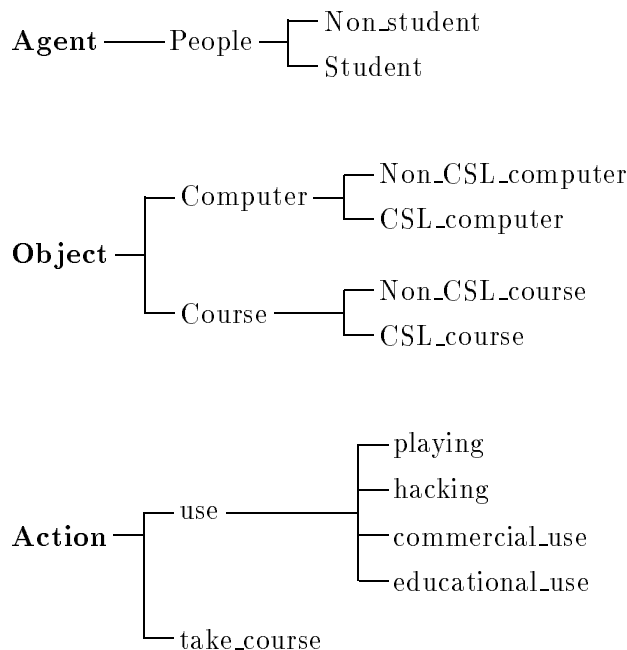 Non_student
Agent People
Student
Non_CSL_computer
Computer
CSL_computer
Object
Non_CSL_course
Course
CSL_course
playing
hacking
use
Action commercial_use
educational_use
take_course